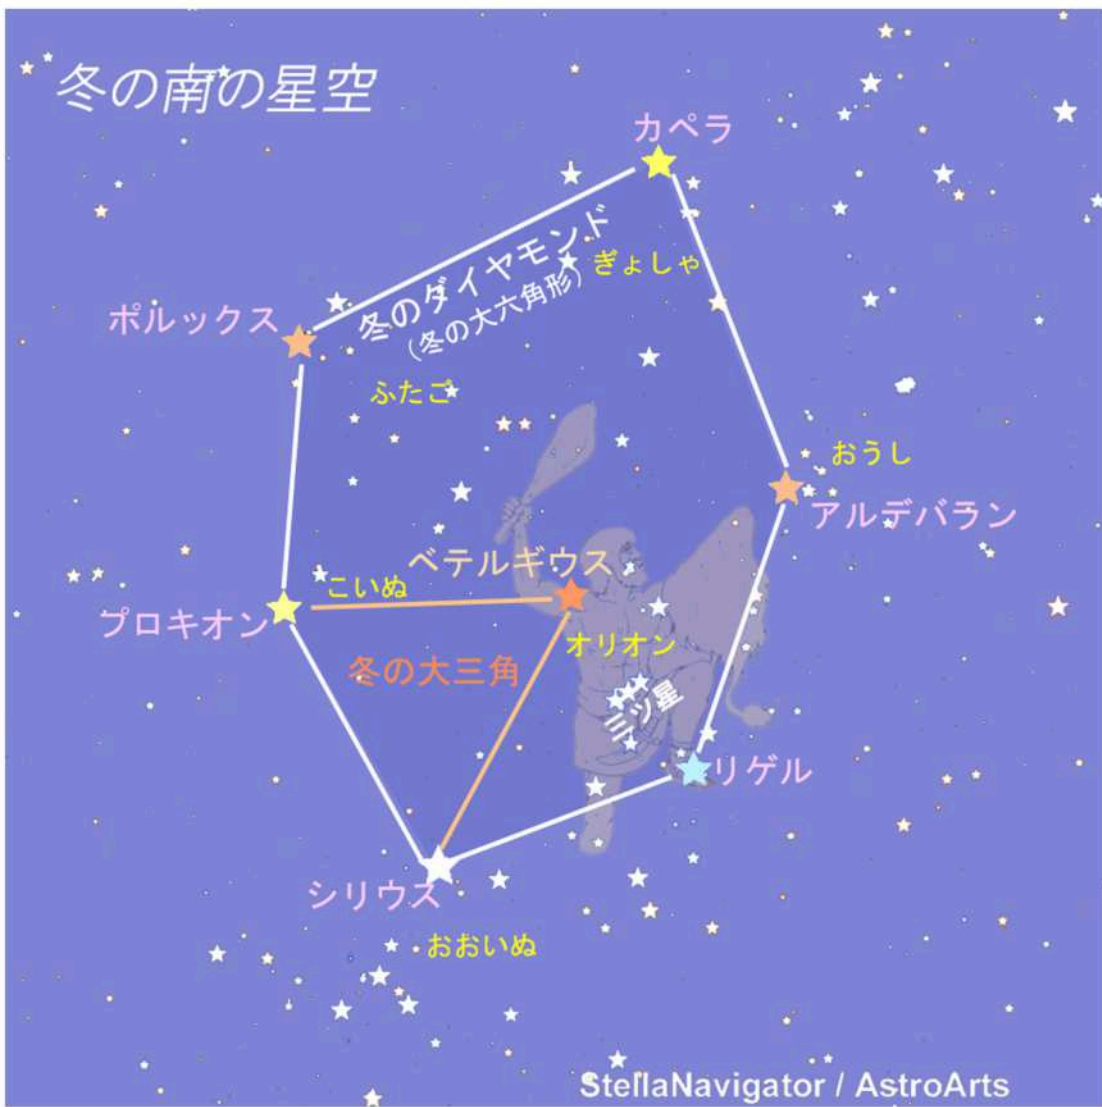 冬の南の星空
カペラ
冬のダイヤモンド
(冬の大六角形)
ぎょしゃ
ポルックス
ふたご
おうし
アルデバラン
ベテルギウス
こいぬ
プロキオン
オリオン
冬の大三角
三ツ星
リゲル
シリウス
おおいぬ
StellaNavigator / AstroArts